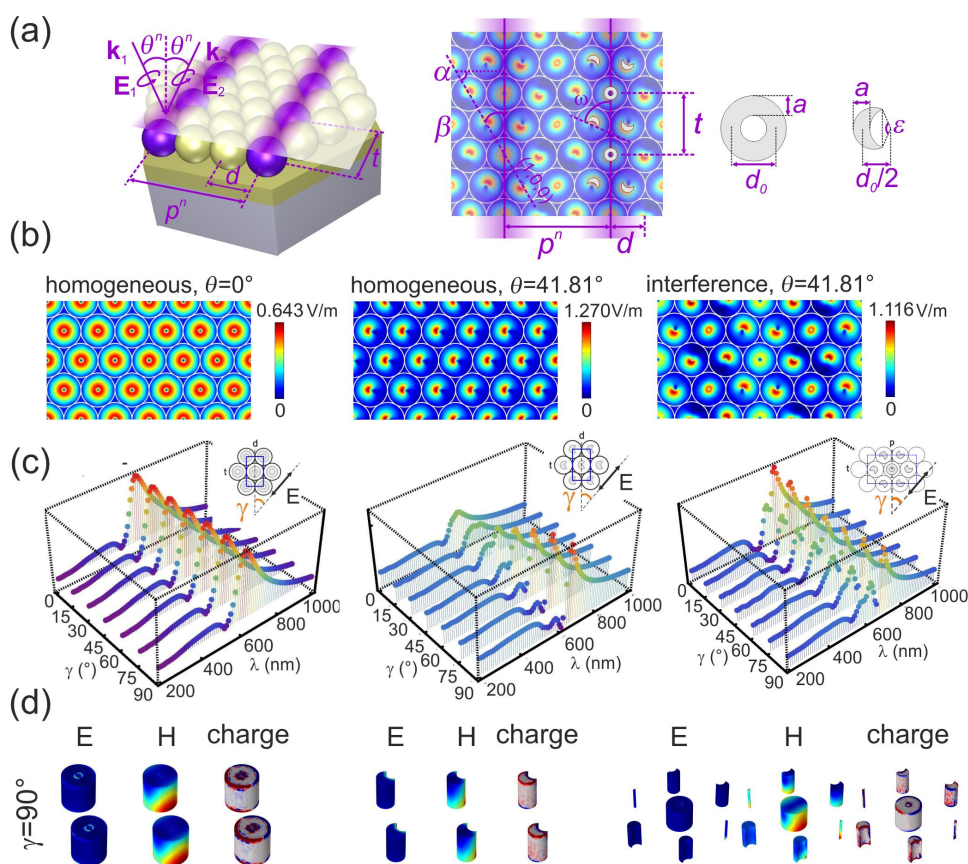 (a)
k₁ θⁿ θⁿ k₂
E₁ E₂
t
d
pⁿ
α
β
ω
t
(0,0)
pⁿ d
a
d₀
a
ε
d₀/2
(b)
homogeneous, θ=0°
0.643 V/m
0
homogeneous, θ=41.81°
1.270 V/m
0
interference, θ=41.81°
1.116 V/m
0
(c)
d
t
E
γ
0
15
30
45
60
75
90
γ (°)
200
400
600
800
1000
λ (nm)
d
t
E
γ
0
15
30
45
60
75
90
γ (°)
200
400
600
800
1000
λ (nm)
p
t
E
γ
0
15
30
45
60
75
90
γ (°)
200
400
600
800
1000
λ (nm)
(d)
E H charge
E H charge
E H charge
γ=90°